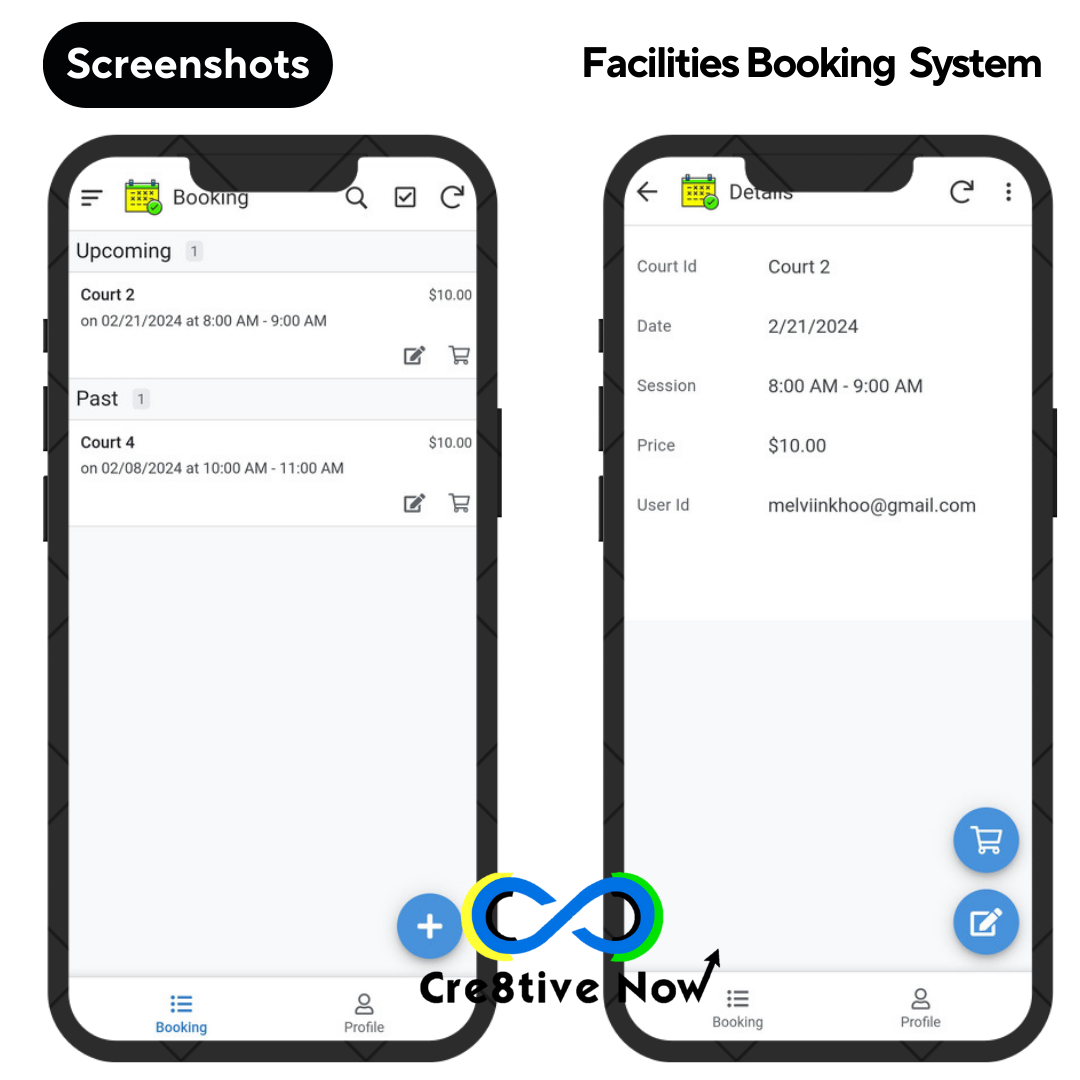 Screenshots
Facilities Booking System
Booking
Upcoming 1
Court 2 $10.00
on 02/21/2024 at 8:00 AM - 9:00 AM
Past 1
Court 4 $10.00
on 02/08/2024 at 10:00 AM - 11:00 AM
Booking Profile
Details
Court Id Court 2
Date 2/21/2024
Session 8:00 AM - 9:00 AM
Price $10.00
User Id melviinkhoo@gmail.com
Booking Profile
Cre8tive Now